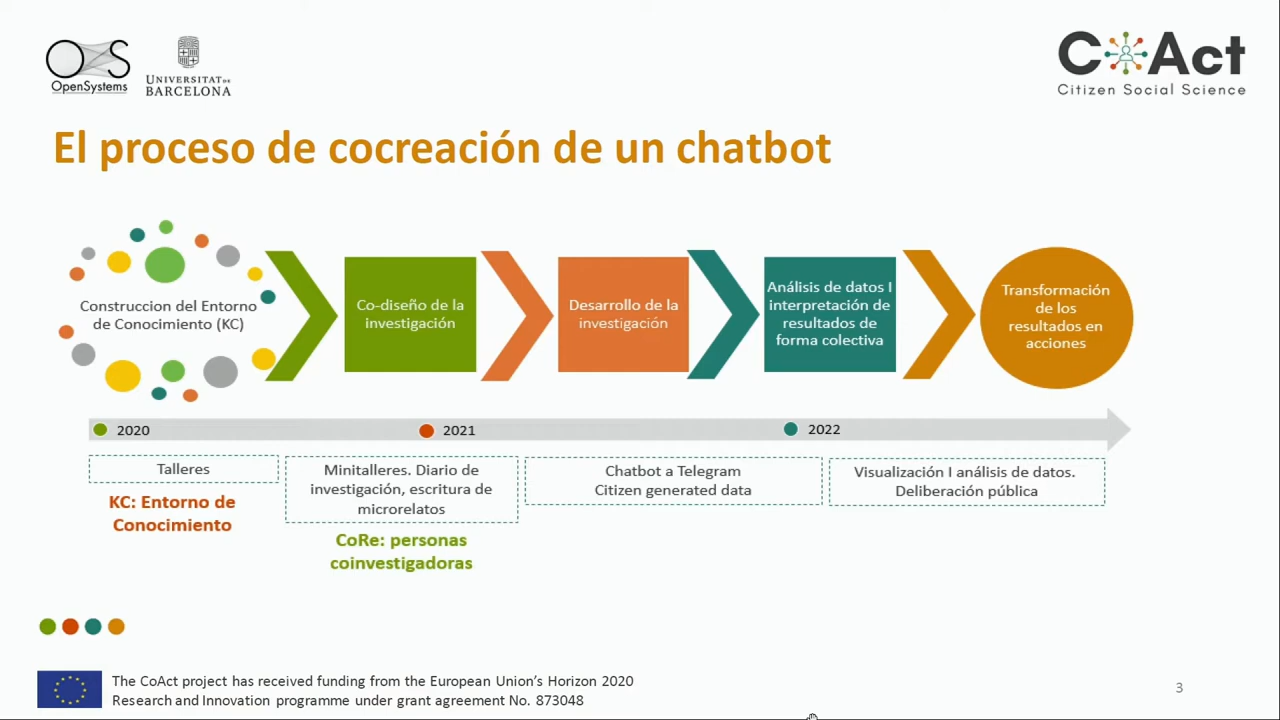 OpenSystems
UNIVERSITAT DE
BARCELONA
CoAct
Citizen Social Science
El proceso de cocreación de un chatbot
Construccion del Entorno
de Conocimiento (KC)
Co-diseño de la
investigación
Desarrollo de la
investigación
Análisis de datos I
interpretación de
resultados de
forma colectiva
Transformación
de los
resultados en
acciones
2020
2021
2022
Talleres
KC: Entorno de
Conocimiento
Minitalleres. Diario de
investigación, escritura de
microrelatos
CoRe: personas
coinvestigadoras
Chatbot a Telegram
Citizen generated data
Visualización I análisis de datos.
Deliberación pública
The CoAct project has received funding from the European Union’s Horizon 2020
Research and Innovation programme under grant agreement No. 873048
3